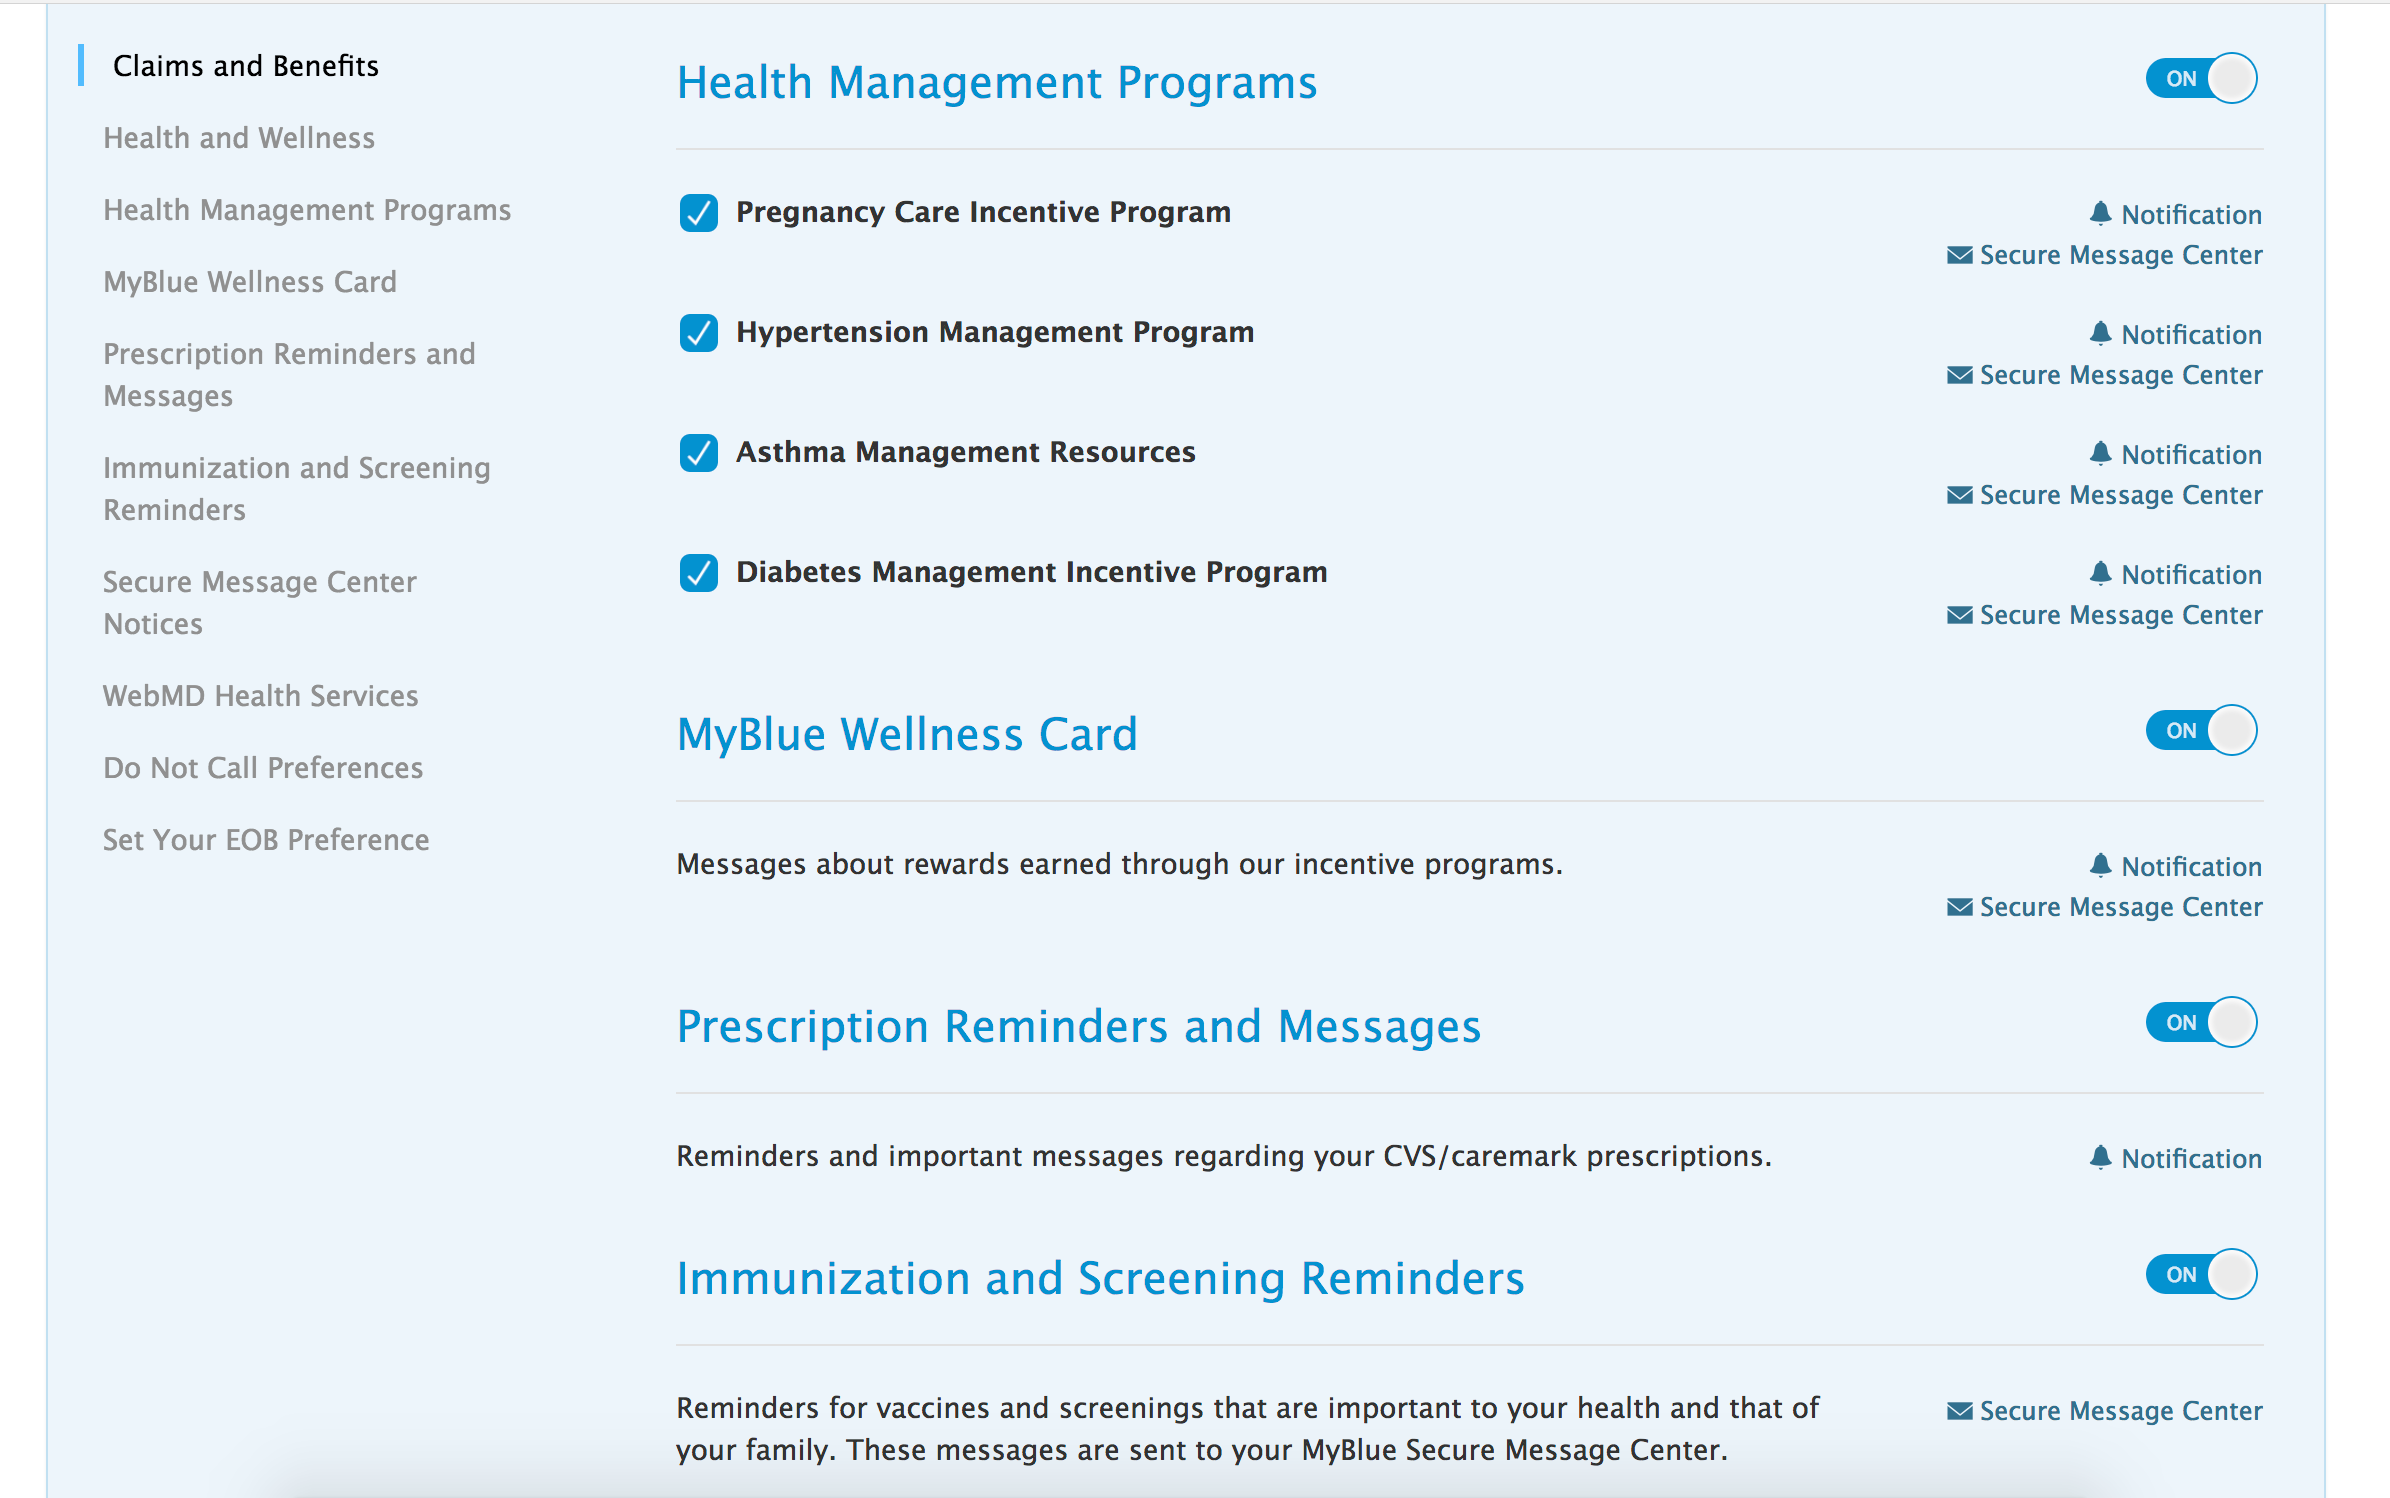 Claims and Benefits
Health and Wellness
Health Management Programs
MyBlue Wellness Card
Prescription Reminders and
Messages
Immunization and Screening
Reminders
Secure Message Center
Notices
WebMD Health Services
Do Not Call Preferences
Set Your EOB Preference
Health Management Programs
ON
Pregnancy Care Incentive Program
Notification
Secure Message Center
Hypertension Management Program
Notification
Secure Message Center
Asthma Management Resources
Notification
Secure Message Center
Diabetes Management Incentive Program
Notification
Secure Message Center
MyBlue Wellness Card
ON
Messages about rewards earned through our incentive programs.
Notification
Secure Message Center
Prescription Reminders and Messages
ON
Reminders and important messages regarding your CVS/caremark prescriptions.
Notification
Immunization and Screening Reminders
ON
Reminders for vaccines and screenings that are important to your health and that of
your family. These messages are sent to your MyBlue Secure Message Center.
Secure Message Center